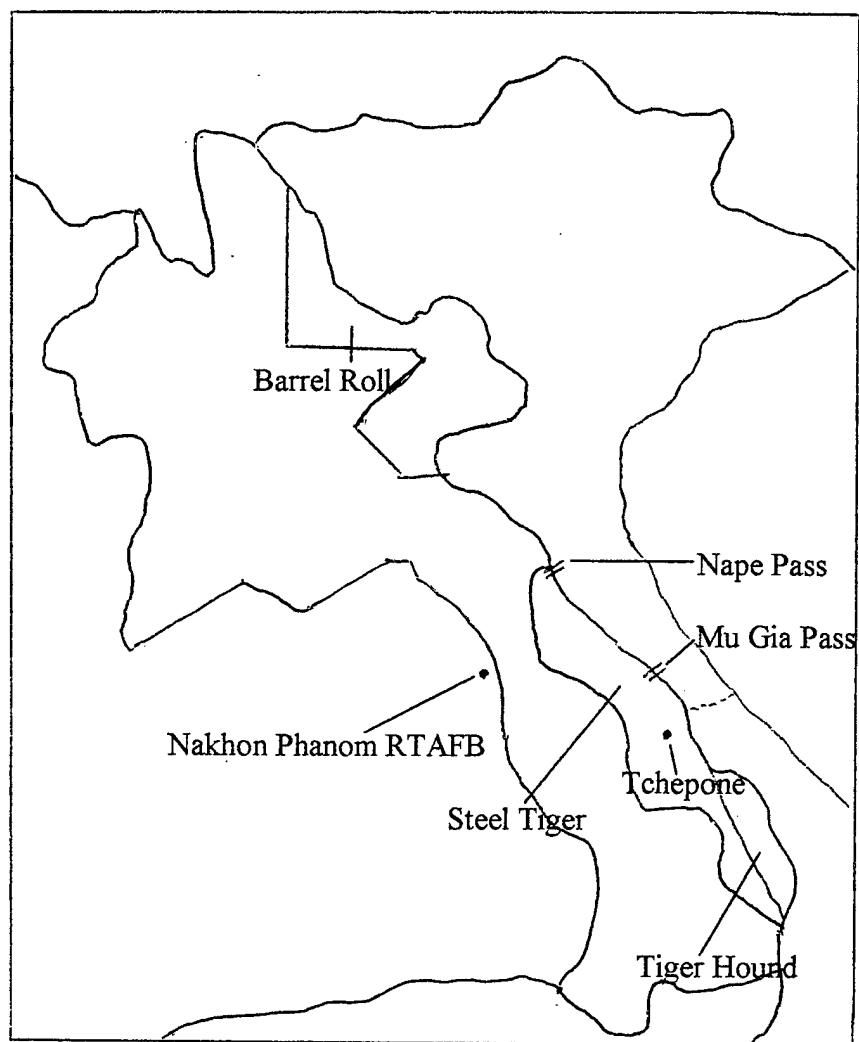 Barrel Roll
Nape Pass
Mu Gia Pass
Nakhon Phanom RTAFB
Tchepone
Steel Tiger
Tiger Hound